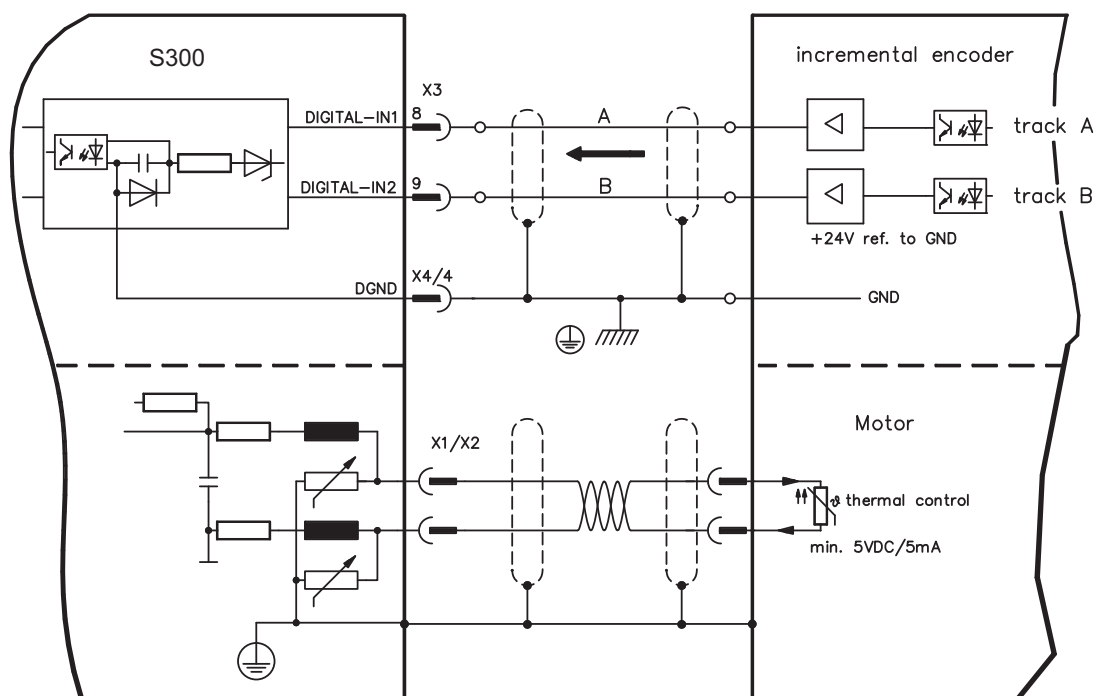 S300
incremental encoder
X3
DIGITAL-IN1
8
A
track A
DIGITAL-IN2
9
B
track B
+24V ref. to GND
X4/4
DGND
GND
Motor
X1/X2
ϑ thermal control
min. 5VDC/5mA